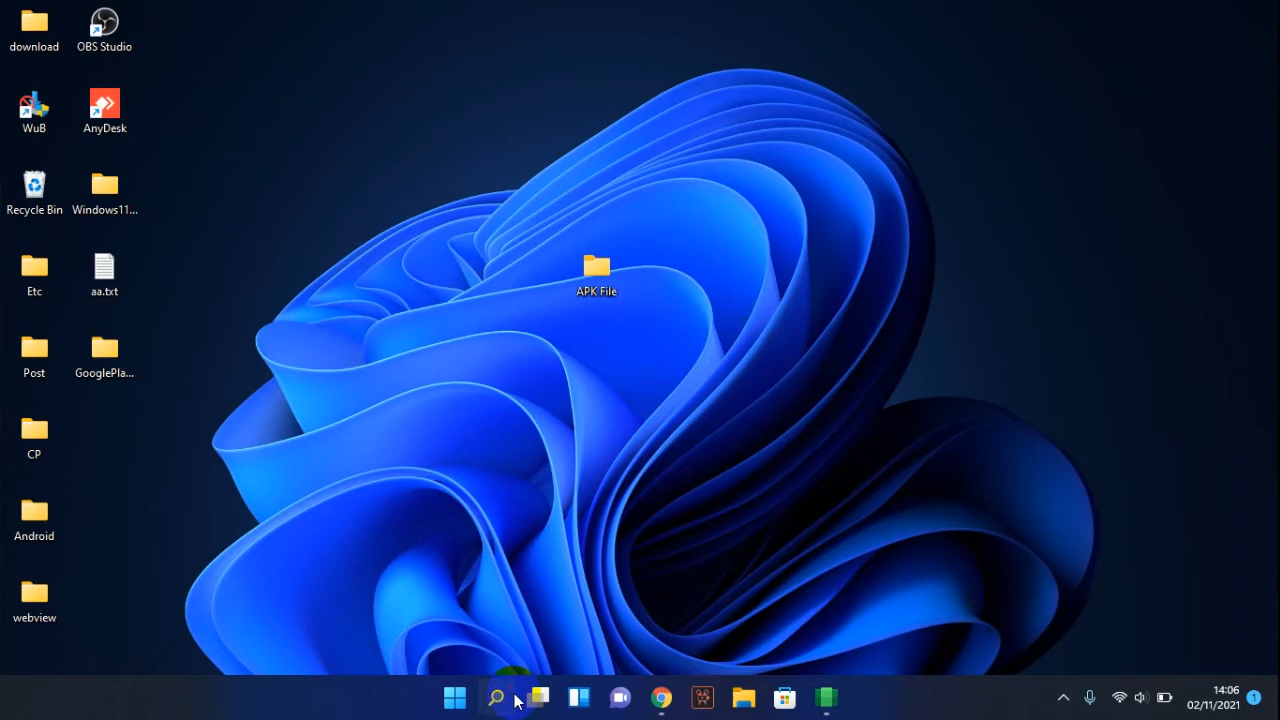 download
OBS Studio
WuB
AnyDesk
Recycle Bin
Windows11...
Etc
aa.txt
APK File
Post
GooglePla...
CP
Android
webview
14:06
02/11/2021
1